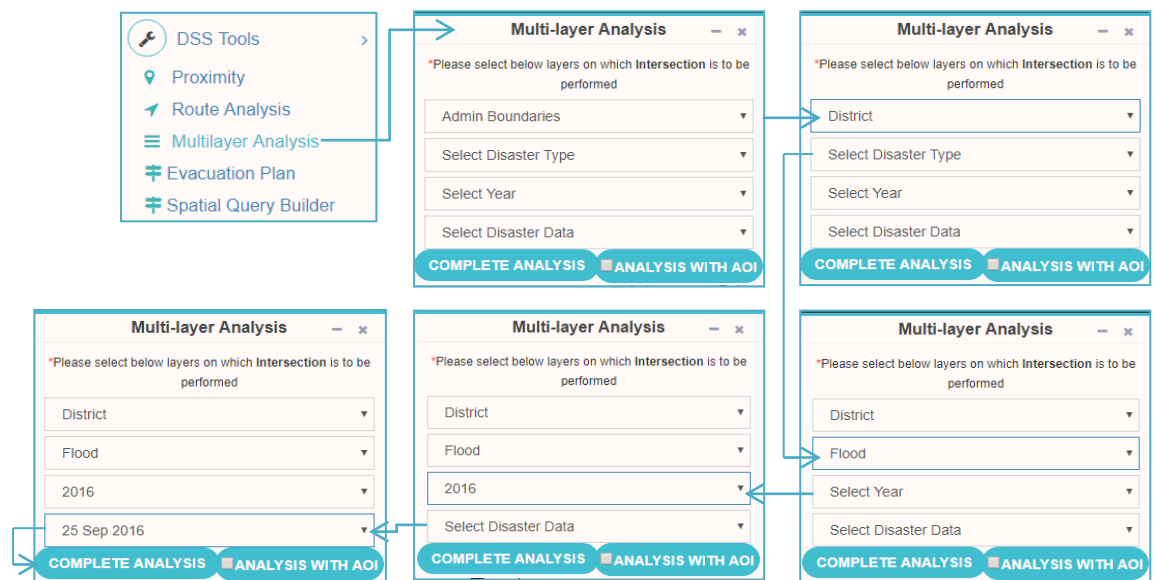 DSS Tools
Proximity
Route Analysis
Multilayer Analysis
Evacuation Plan
Spatial Query Builder
Multi-layer Analysis
*Please select below layers on which Intersection is to be
performed
Admin Boundaries
Select Disaster Type
Select Year
Select Disaster Data
COMPLETE ANALYSIS ANALYSIS WITH AOI
Multi-layer Analysis
*Please select below layers on which Intersection is to be
performed
District
Select Disaster Type
Select Year
Select Disaster Data
COMPLETE ANALYSIS ANALYSIS WITH AOI
Multi-layer Analysis
*Please select below layers on which Intersection is to be
performed
District
Flood
2016
25 Sep 2016
COMPLETE ANALYSIS ANALYSIS WITH AOI
Multi-layer Analysis
*Please select below layers on which Intersection is to be
performed
District
Flood
2016
Select Disaster Data
COMPLETE ANALYSIS ANALYSIS WITH AOI
Multi-layer Analysis
*Please select below layers on which Intersection is to be
performed
District
Flood
Select Year
Select Disaster Data
COMPLETE ANALYSIS ANALYSIS WITH AOI